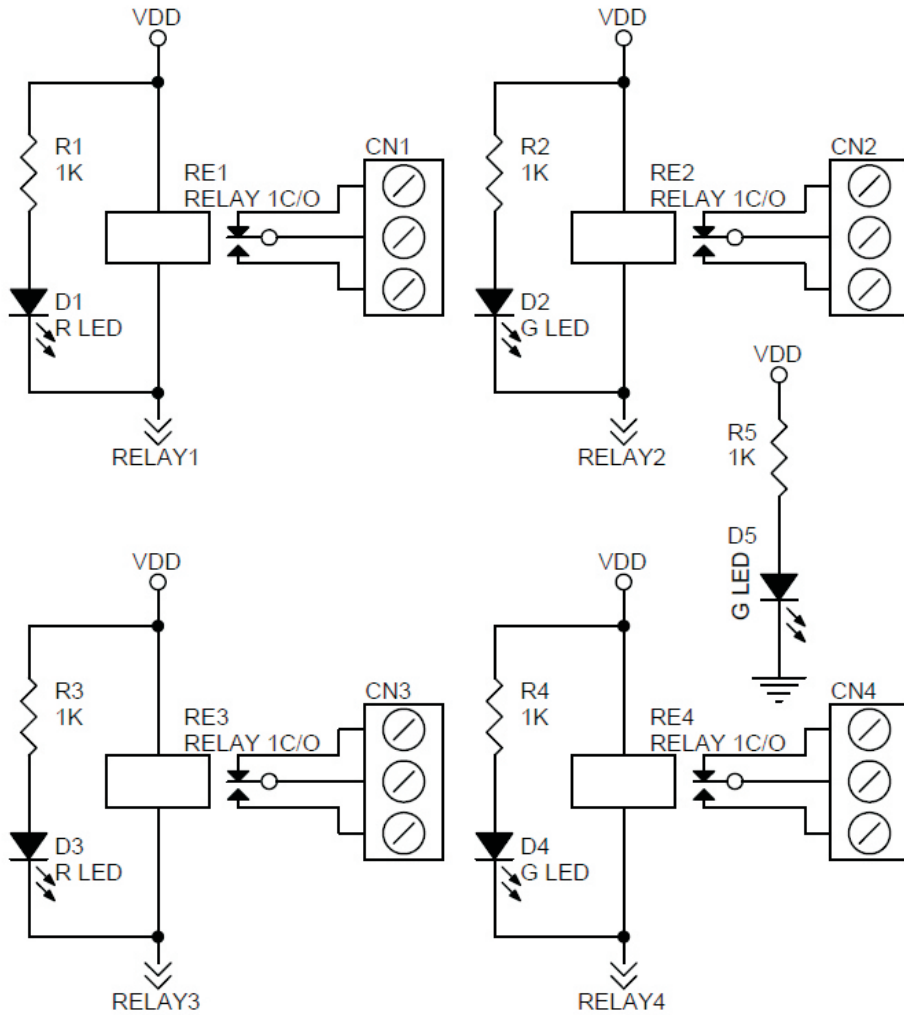 VDD
R1
1K
RE1
RELAY 1C/O
CN1
D1
R LED
RELAY1
VDD
R2
1K
RE2
RELAY 1C/O
CN2
D2
G LED
RELAY2
VDD
R5
1K
D5
G LED
VDD
R3
1K
RE3
RELAY 1C/O
CN3
D3
R LED
RELAY3
VDD
R4
1K
RE4
RELAY 1C/O
CN4
D4
G LED
RELAY4